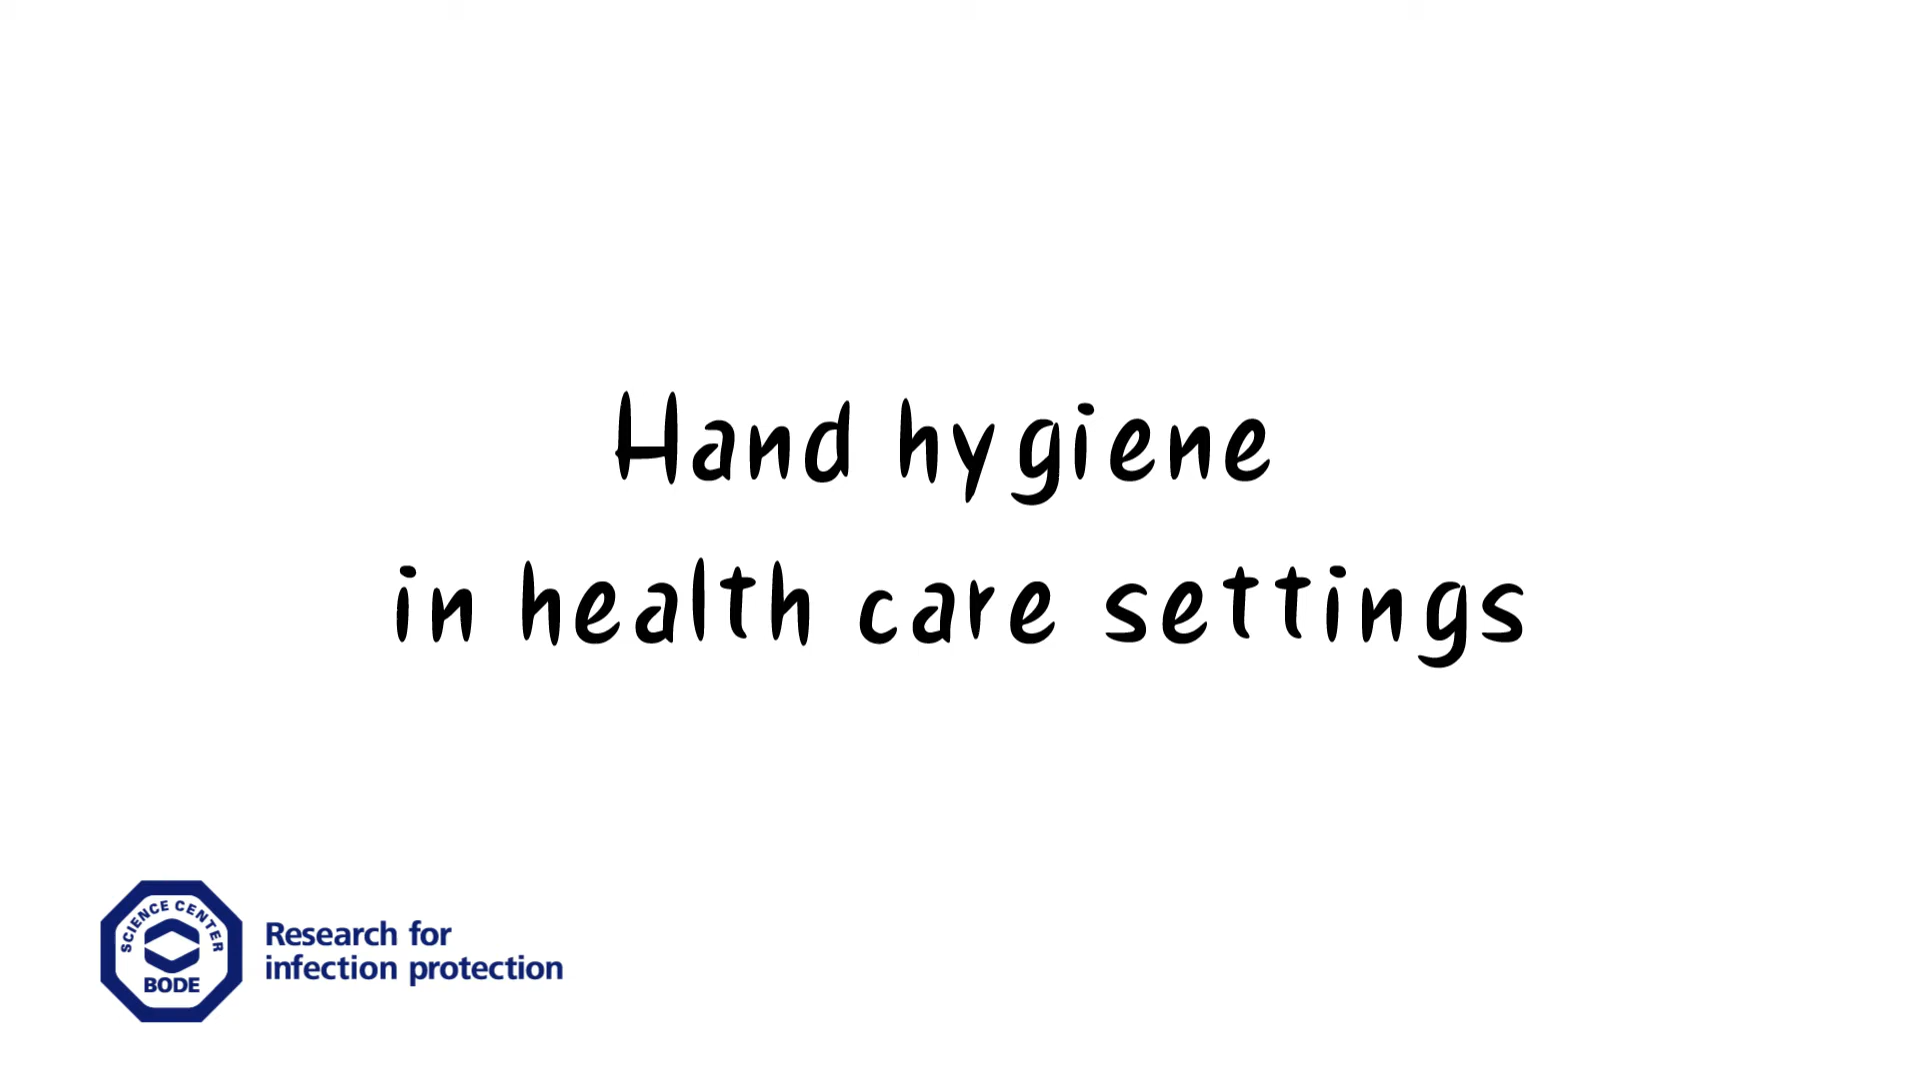 Hand hygiene
in health care settings
SCIENCE CENTER
BODE
Research for
infection protection